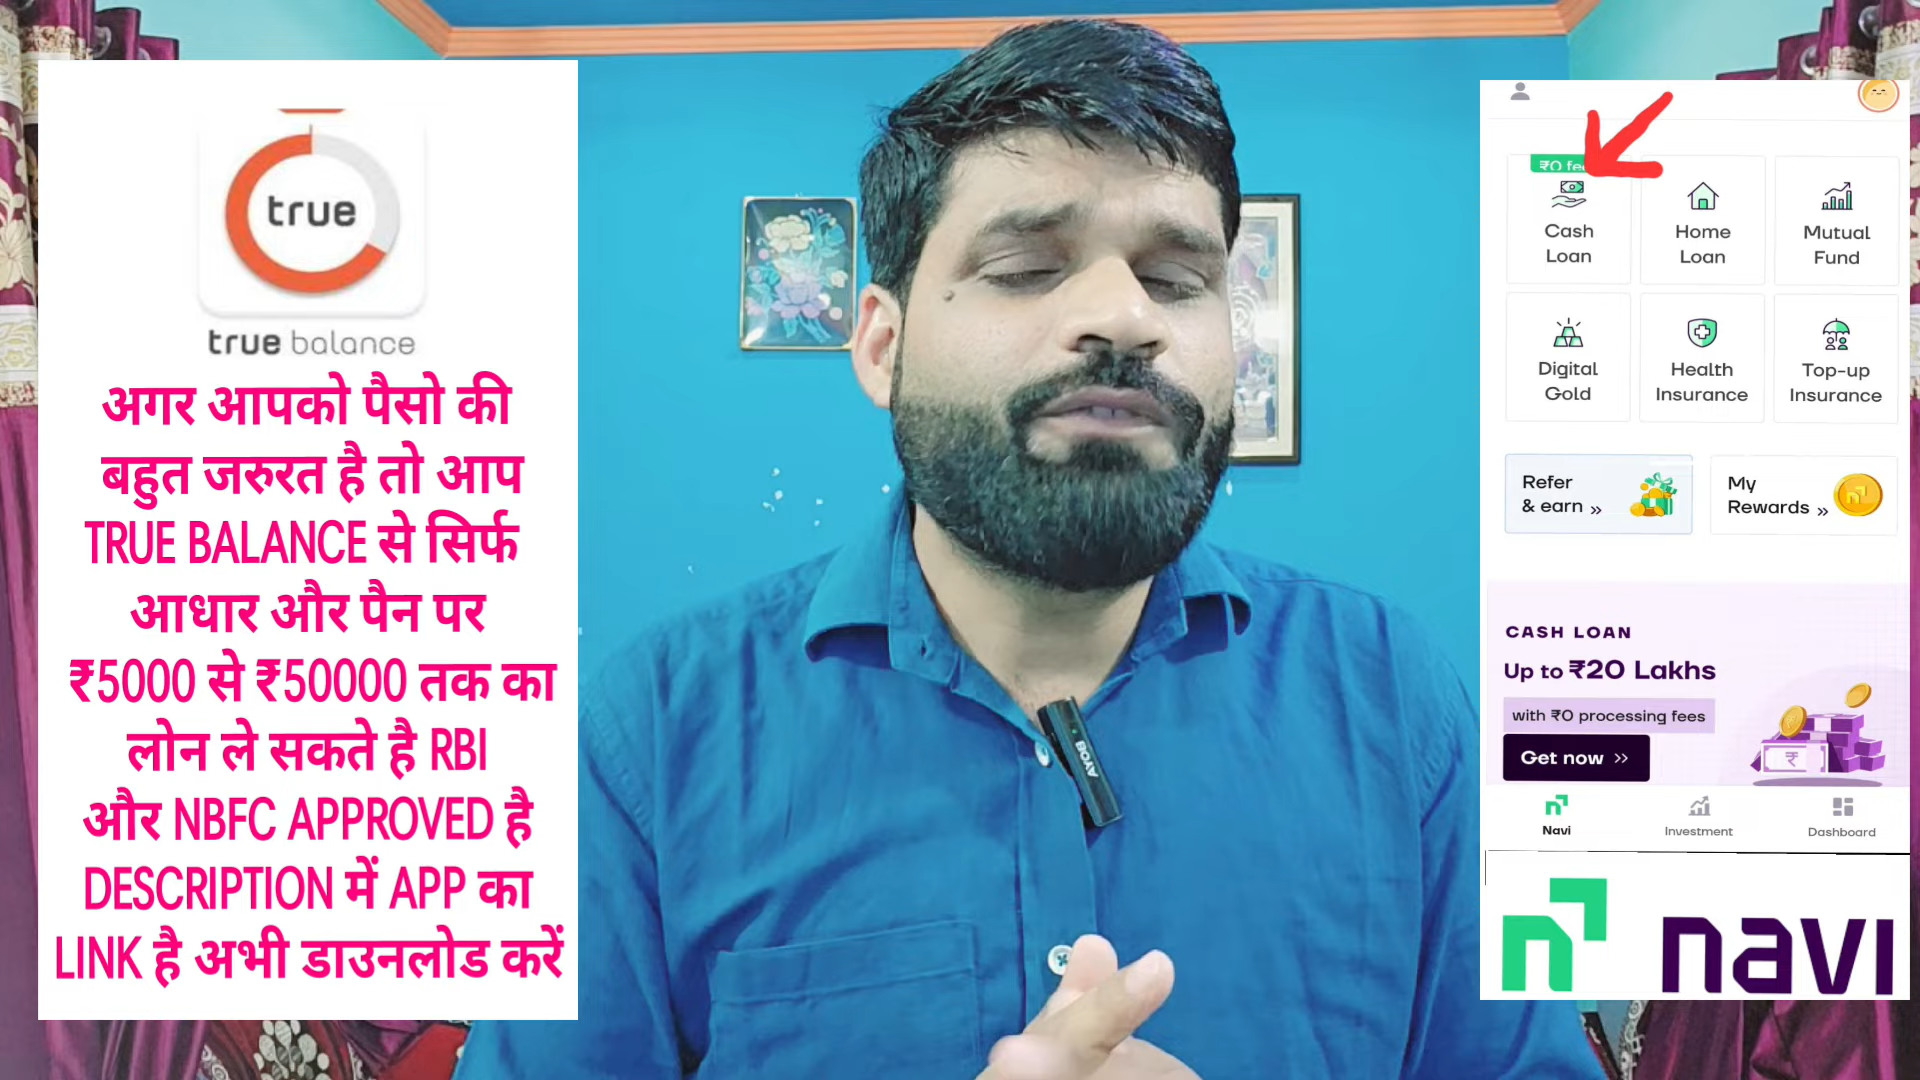 true
true balance
अगर आपको पैसो की
बहुत जरुरत है तो आप
TRUE BALANCE से सिर्फ
आधार और पैन पर
₹5000 से ₹50000 तक का
लोन ले सकते है RBI
और NBFC APPROVED है
DESCRIPTION में APP का
LINK है अभी डाउनलोड करें
BOYA
₹0
Cash
Loan
Home
Loan
Mutual
Fund
Digital
Gold
Health
Insurance
Top-up
Insurance
Refer
& earn »
My
Rewards »
CASH LOAN
Up to ₹20 Lakhs
with ₹0 processing fees
Get now »
Navi
Investment
Dashboard
navi